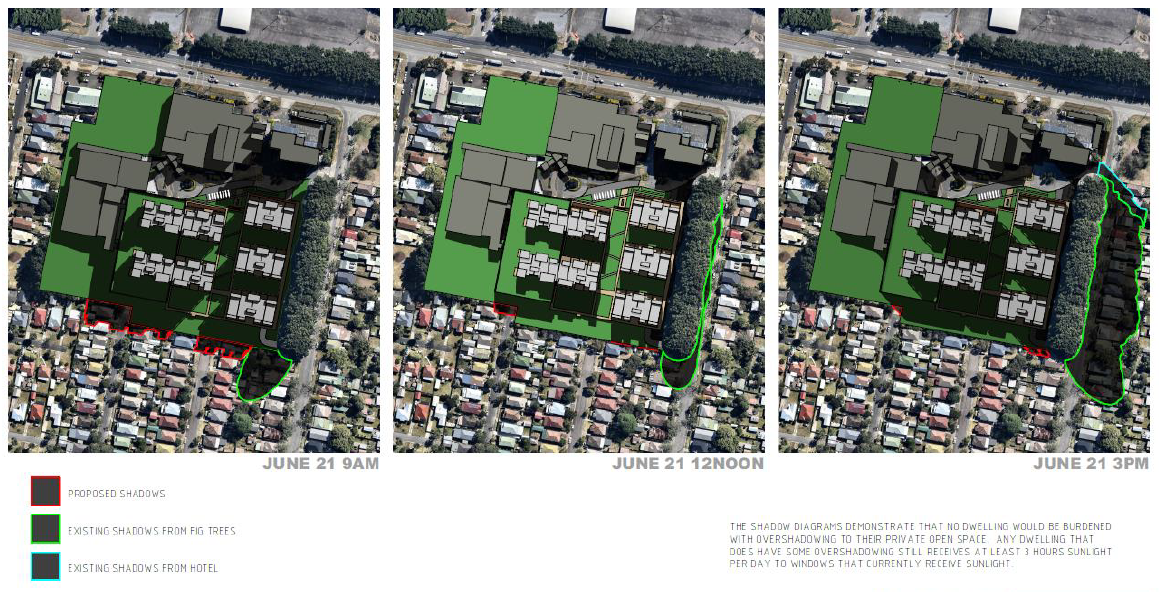 JUNE 21 9AM
JUNE 21 12NOON
JUNE 21 3PM
PROPOSED SHADOWS
EXISTING SHADOWS FROM FIG TREES
EXISTING SHADOWS FROM HOTEL
THE SHADOW DIAGRAMS DEMONSTRATE THAT NO DWELLING WOULD BE BURDENED
WITH OVERSHADOWING TO THEIR PRIVATE OPEN SPACE. ANY DWELLING THAT
DOES HAVE SOME OVERSHADOWING STILL RECEIVES AT LEAST 3 HOURS SUNLIGHT
PER DAY TO WINDOWS THAT CURRENTLY RECEIVE SUNLIGHT.